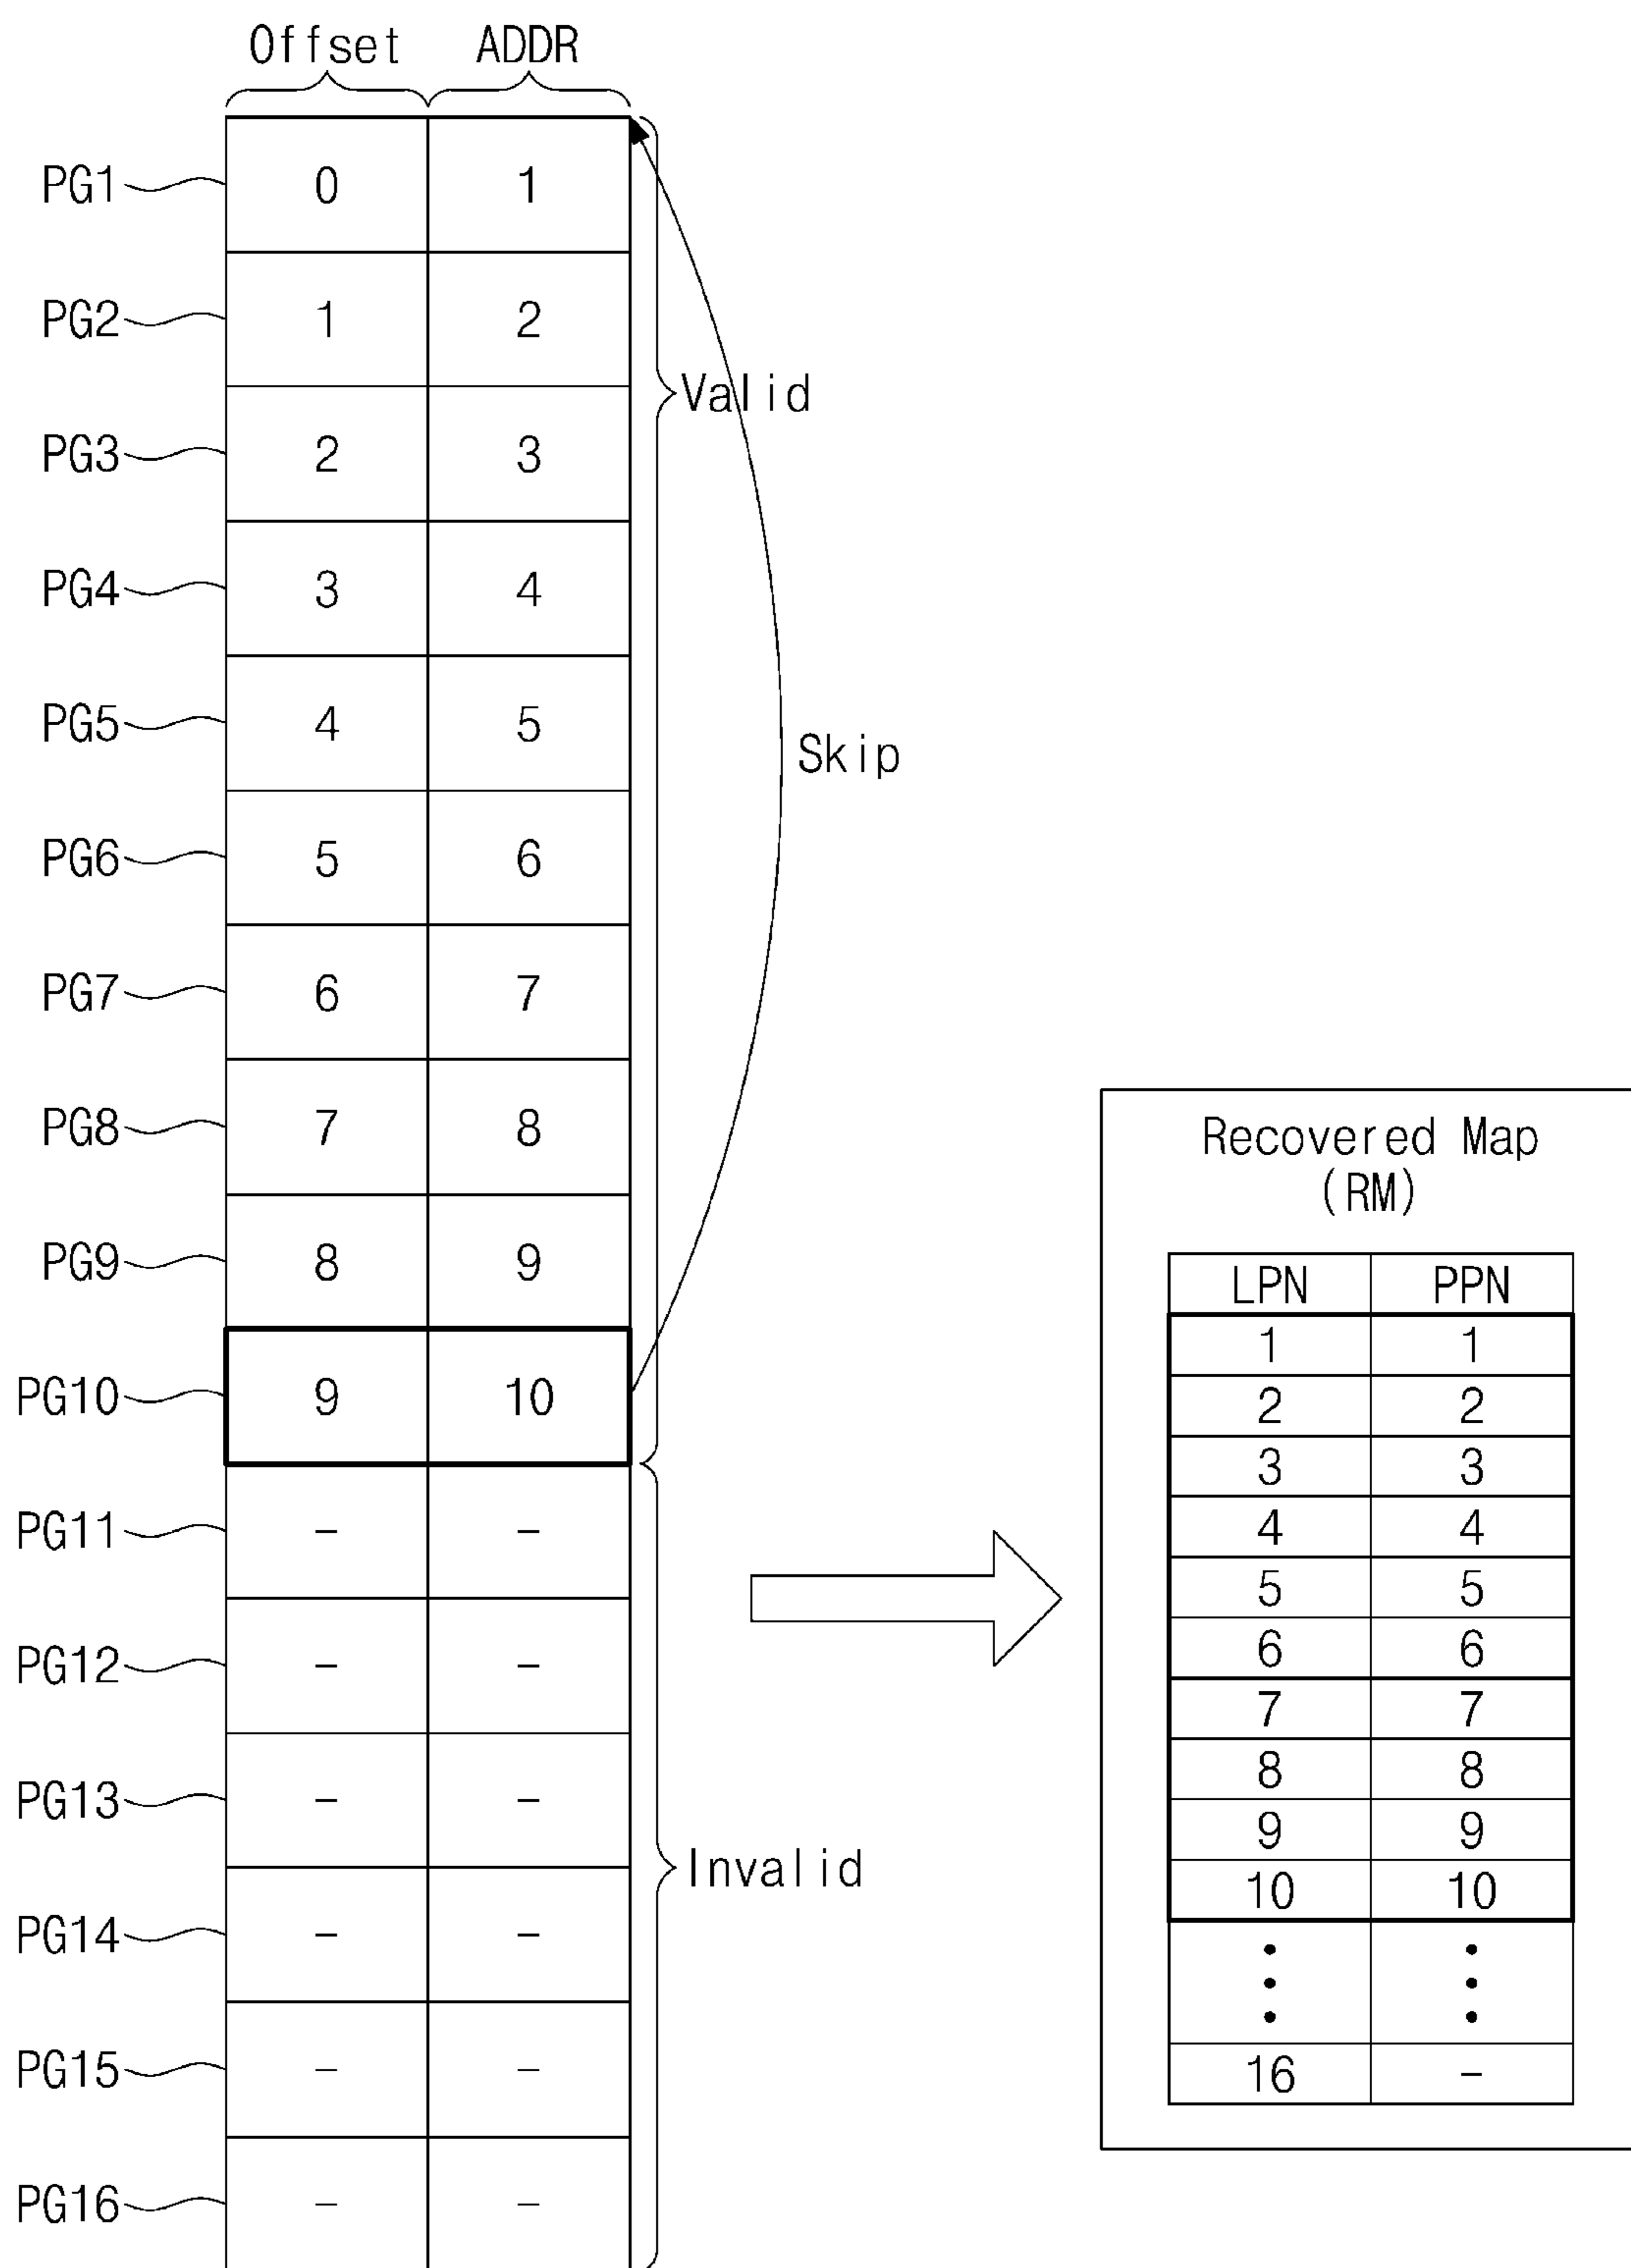 Offset ADDR
PG1 0 1
PG2 1 2
Valid
PG3 2 3
PG4 3 4
PG5 4 5
Skip
PG6 5 6
PG7 6 7
PG8 7 8
PG9 8 9
PG10 9 10
PG11 - -
PG12 - -
PG13 - -
Invalid
PG14 - -
PG15 - -
PG16 - -
Recovered Map
(RM)
LPN PPN
1 1
2 2
3 3
4 4
5 5
6 6
7 7
8 8
9 9
10 10
16 -